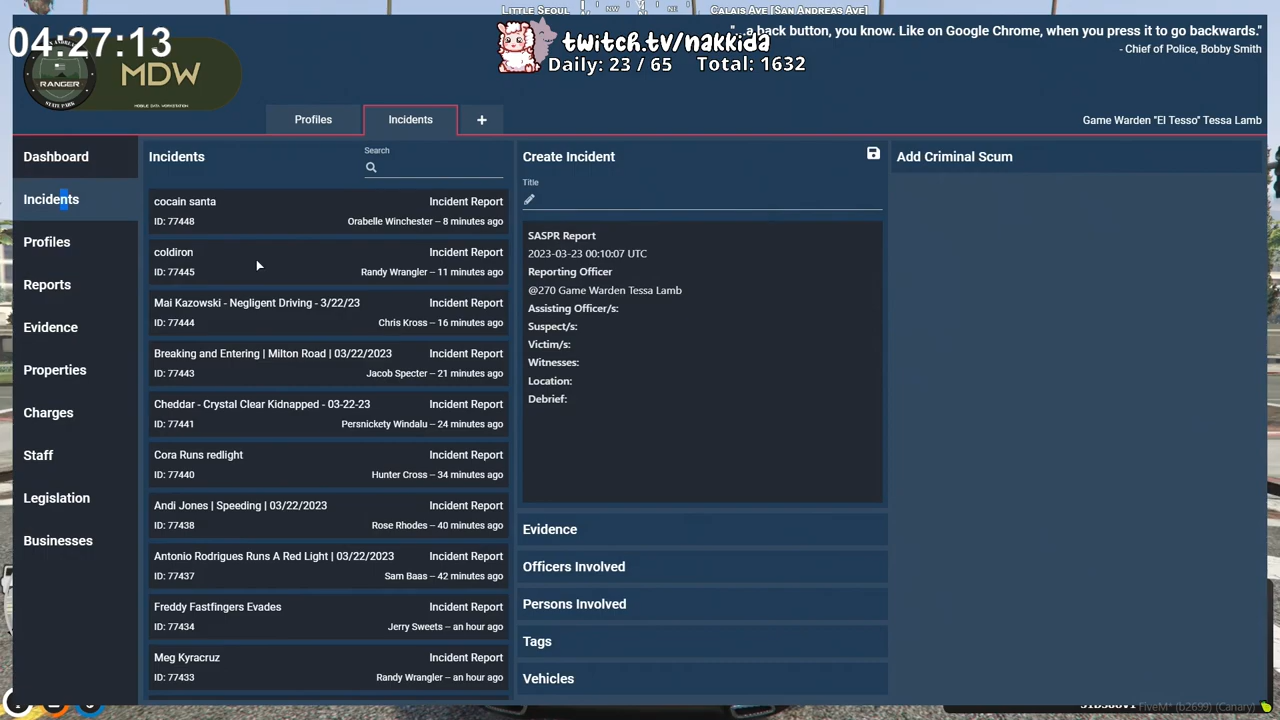 LITTLE SEOUL
NW
N
NE
CALAIS AVE [SAN ANDREAS AVE]
04:27:13
RANGER
STATE PARK
MDW
MOBILE DATA WORKSTATION
twitch.tv/nakkida
Daily: 23 / 65 Total: 1632
"...a back button, you know. Like on Google Chrome, when you press it to go backwards."
- Chief of Police, Bobby Smith
Profiles
Incidents
+
Game Warden "El Tesso" Tessa Lamb
Dashboard
Incidents
Profiles
Reports
Evidence
Properties
Charges
Staff
Legislation
Businesses
Incidents
Search
cocain santa Incident Report
ID: 77448 Orabelle Winchester – 8 minutes ago
coldiron Incident Report
ID: 77445 Randy Wrangler – 11 minutes ago
Mai Kazowski - Negligent Driving - 3/22/23 Incident Report
ID: 77444 Chris Kross – 16 minutes ago
Breaking and Entering | Milton Road | 03/22/2023 Incident Report
ID: 77443 Jacob Specter – 21 minutes ago
Cheddar - Crystal Clear Kidnapped - 03-22-23 Incident Report
ID: 77441 Persnickety Windalu – 24 minutes ago
Cora Runs redlight Incident Report
ID: 77440 Hunter Cross – 34 minutes ago
Andi Jones | Speeding | 03/22/2023 Incident Report
ID: 77438 Rose Rhodes – 40 minutes ago
Antonio Rodrigues Runs A Red Light | 03/22/2023 Incident Report
ID: 77437 Sam Baas – 42 minutes ago
Freddy Fastfingers Evades Incident Report
ID: 77434 Jerry Sweets – an hour ago
Meg Kyracruz Incident Report
ID: 77433 Randy Wrangler – an hour ago
Create Incident
Title
SASPR Report
2023-03-23 00:10:07 UTC
Reporting Officer
@270 Game Warden Tessa Lamb
Assisting Officer/s:
Suspect/s:
Victim/s:
Witnesses:
Location:
Debrief:
Evidence
Officers Involved
Persons Involved
Tags
Vehicles
Add Criminal Scum
FiveM* (b2699) (Canary)